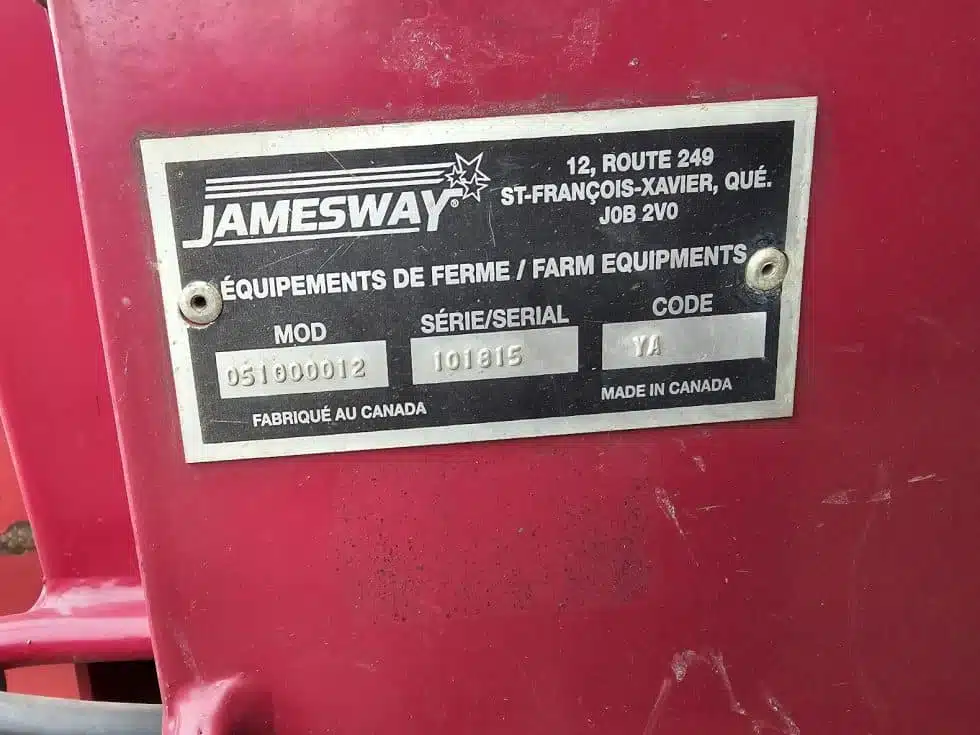 JAMESWAY®
12, ROUTE 249
ST-FRANÇOIS-XAVIER, QUÉ.
J0B 2V0
ÉQUIPEMENTS DE FERME / FARM EQUIPMENTS
MOD
SÉRIE/SERIAL
CODE
051000012
101815
YA
FABRIQUÉ AU CANADA
MADE IN CANADA